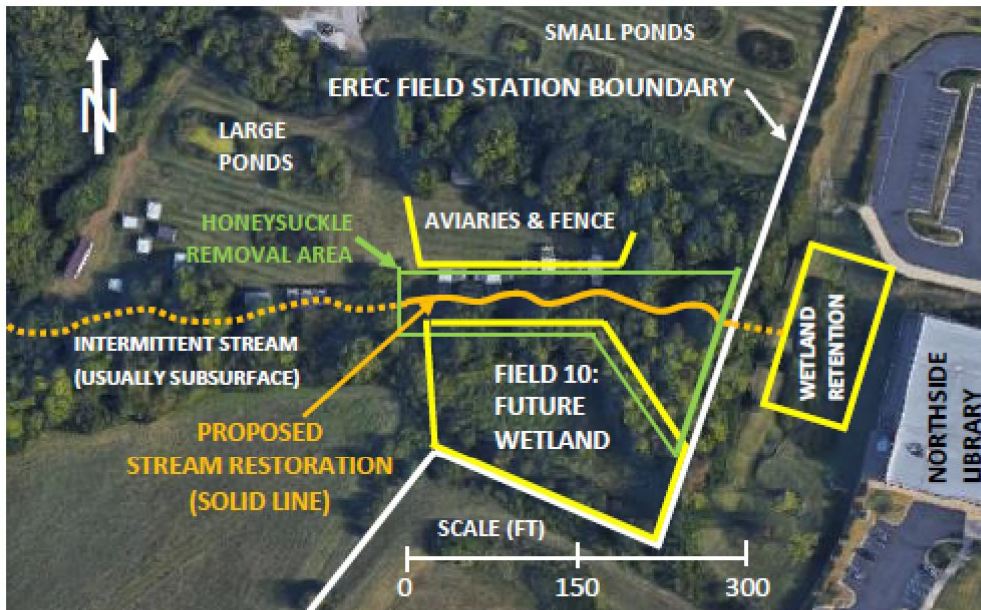 SMALL PONDS
EREC FIELD STATION BOUNDARY
N
LARGE
PONDS
HONEYSUCKLE
REMOVAL AREA
AVIARIES & FENCE
INTERMITTENT STREAM
(USUALLY SUBSURFACE)
WETLAND
RETENTION
FIELD 10:
FUTURE
WETLAND
PROPOSED
STREAM RESTORATION
(SOLID LINE)
NORTHSIDE
LIBRARY
SCALE (FT)
0 150 300